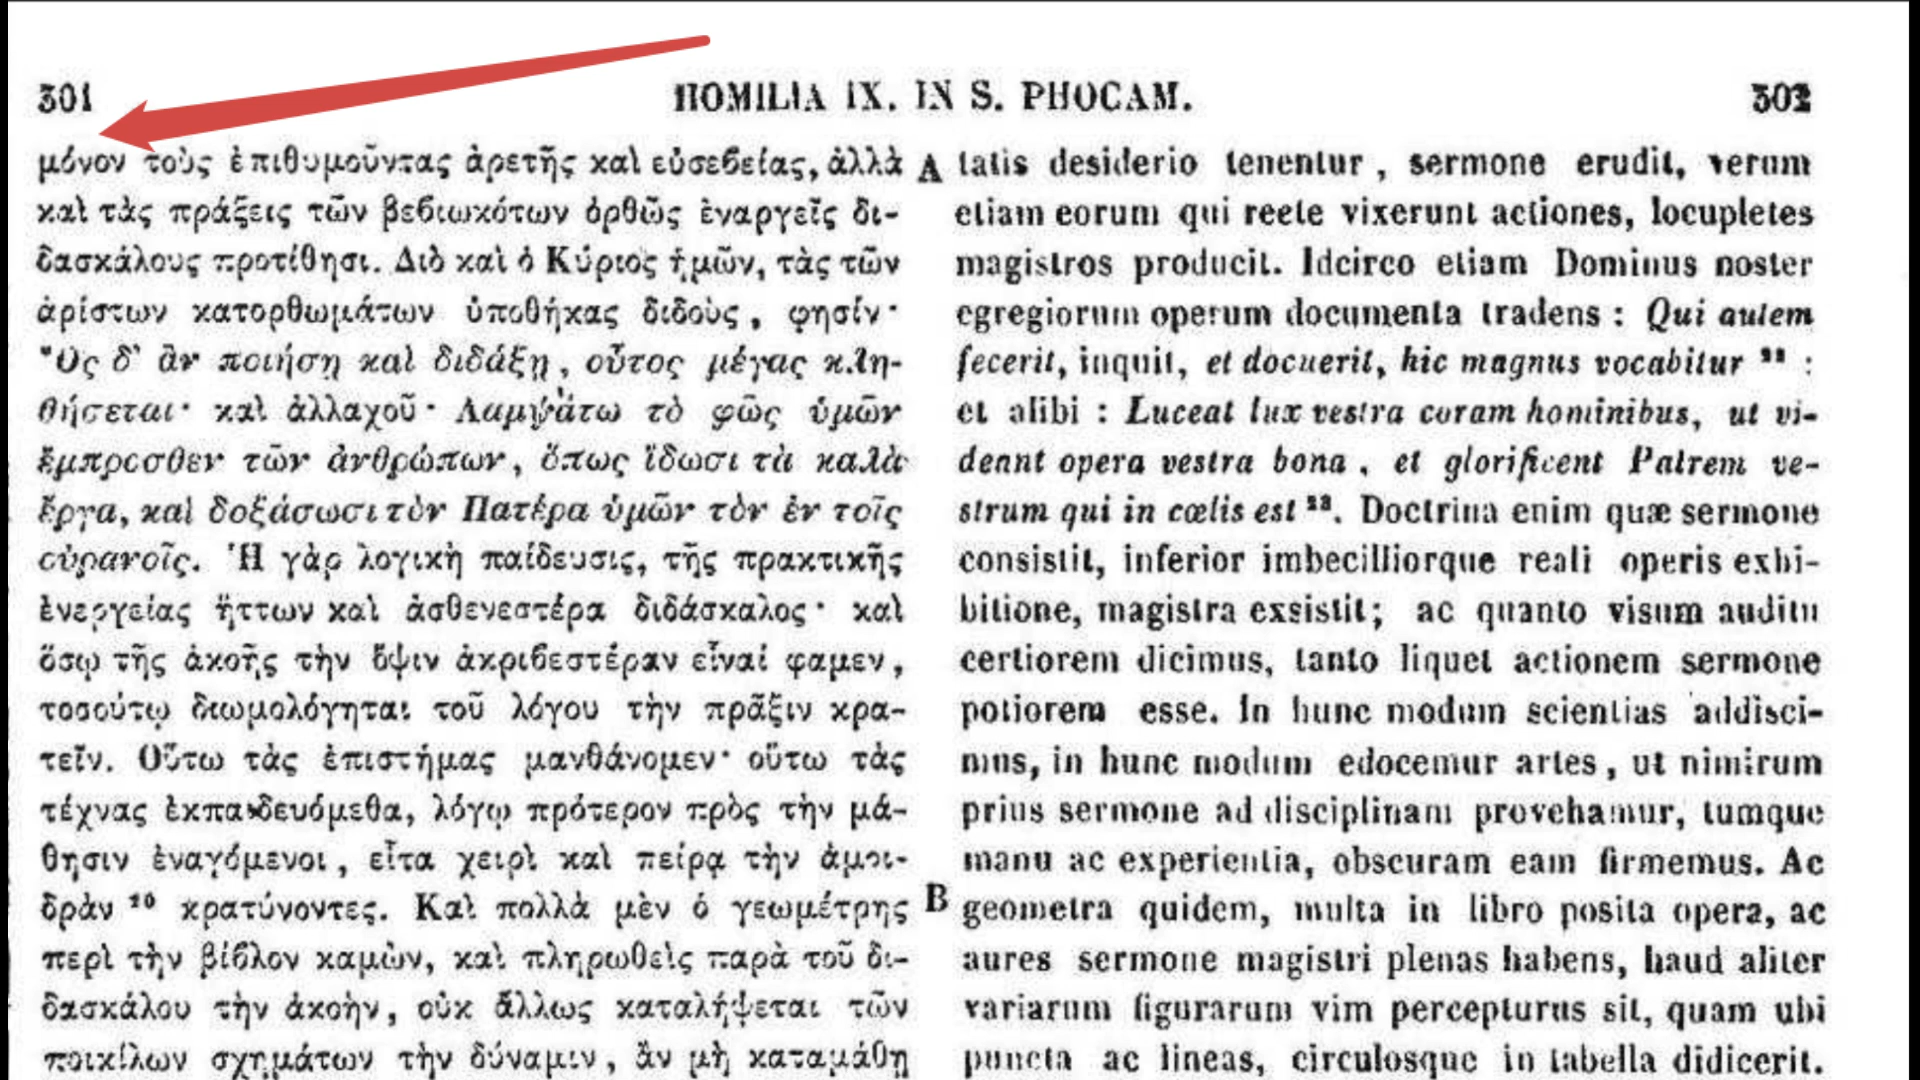 301
HOMILIA IX. IN S. PHOCAM.
302
μόνον τοὺς ἐπιθυμοῦντας ἀρετῆς καὶ εὐσεβείας, ἀλλὰ
καὶ τὰς πράξεις τῶν βεβιωκότων ὀρθῶς ἐναργεῖς δι-
δασκάλους προτίθησι. Διὸ καὶ ὁ Κύριος ἡμῶν, τὰς τῶν
ἀρίστων κατορθωμάτων ὑποθήκας διδοὺς, φησίν·
Ὃς δ' ἂν ποιήσῃ καὶ διδάξῃ, οὗτος μέγας κλη-
θήσεται· καὶ ἀλλαχοῦ· Λαμψάτω τὸ φῶς ὑμῶν
ἔμπροσθεν τῶν ἀνθρώπων, ὅπως ἴδωσι τὰ καλὰ
ἔργα, καὶ δοξάσωσι τὸν Πατέρα ὑμῶν τὸν ἐν τοῖς
οὐρανοῖς. Ἡ γὰρ λογικὴ παίδευσις, τῆς πρακτικῆς
ἐνεργείας ἥττων καὶ ἀσθενεστέρα διδάσκαλος· καὶ
ὅσῳ τῆς ἀκοῆς τὴν ὄψιν ἀκριβεστέραν εἶναί φαμεν,
τοσούτῳ διωμολόγηται τοῦ λόγου τὴν πρᾶξιν κρα-
τεῖν. Οὕτω τὰς ἐπιστήμας μανθάνομεν· οὕτω τὰς
τέχνας ἐκπαιδευόμεθα, λόγῳ πρότερον πρὸς τὴν μά-
θησιν ἐναγόμενοι, εἶτα χειρὶ καὶ πείρᾳ τὴν ἀμυ-
δρὰν ²⁰ κρατύνοντες. Καὶ πολλὰ μὲν ὁ γεωμέτρης
περὶ τὴν βίβλον καμὼν, καὶ πληρωθεὶς παρὰ τοῦ δι-
δασκάλου τὴν ἀκοὴν, οὐκ ἄλλως καταλήψεται τῶν
ποικίλων σχημάτων τὴν δύναμιν, ἂν μὴ καταμάθῃ
A
B
tatis desiderio tenentur, sermone erudit, verum
etiam eorum qui recte vixerunt actiones, locupletes
magistros producit. Idcirco etiam Dominus noster
egregiorum operum documenta tradens : Qui autem
fecerit, inquit, et docuerit, hic magnus vocabitur ²² :
et alibi : Luceat lux vestra coram hominibus, ut vi-
deant opera vestra bona, et glorificent Patrem ve-
strum qui in cœlis est ²³. Doctrina enim quæ sermone
consistit, inferior imbecilliorque reali operis exhi-
bitione, magistra exsistit; ac quanto visum auditu
certiorem dicimus, tanto liquet actionem sermone
potiorem esse. In hunc modum scientias addisci-
mus, in hunc modum edocemur artes, ut nimirum
prius sermone ad disciplinam provehamur, tumque
manu ac experientia, obscuram eam firmemus. Ac
geometra quidem, multa in libro posita opera, ac
aures sermone magistri plenas habens, haud aliter
variarum figurarum vim percepturus sit, quam ubi
puncta ac lineas, circulosque in tabella didicerit.